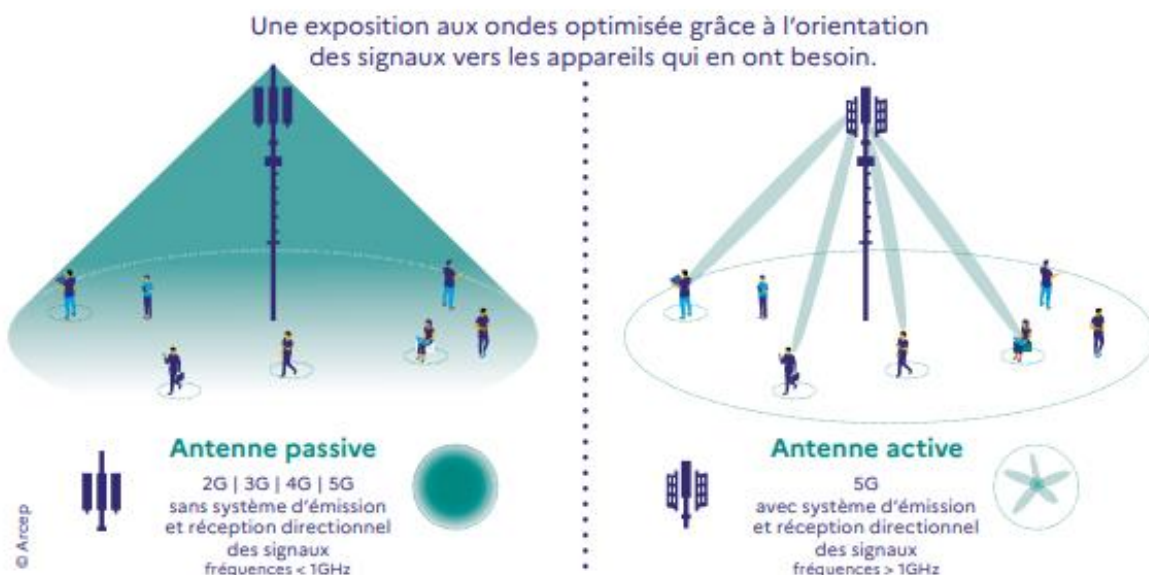 Une exposition aux ondes optimisée grâce à l'orientation
des signaux vers les appareils qui en ont besoin.
Antenne passive
2G | 3G | 4G | 5G
sans système d'émission
et réception directionnel
des signaux
fréquences < 1GHz
Antenne active
5G
avec système d'émission
et réception directionnel
des signaux
fréquences > 1GHz
© Arcep